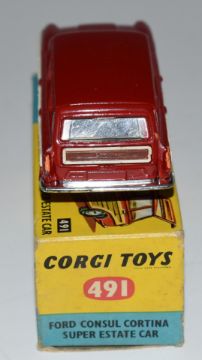 ESTATE CAR
491
CORGI TOYS
491
FORD CONSUL CORTINA
SUPER ESTATE CAR